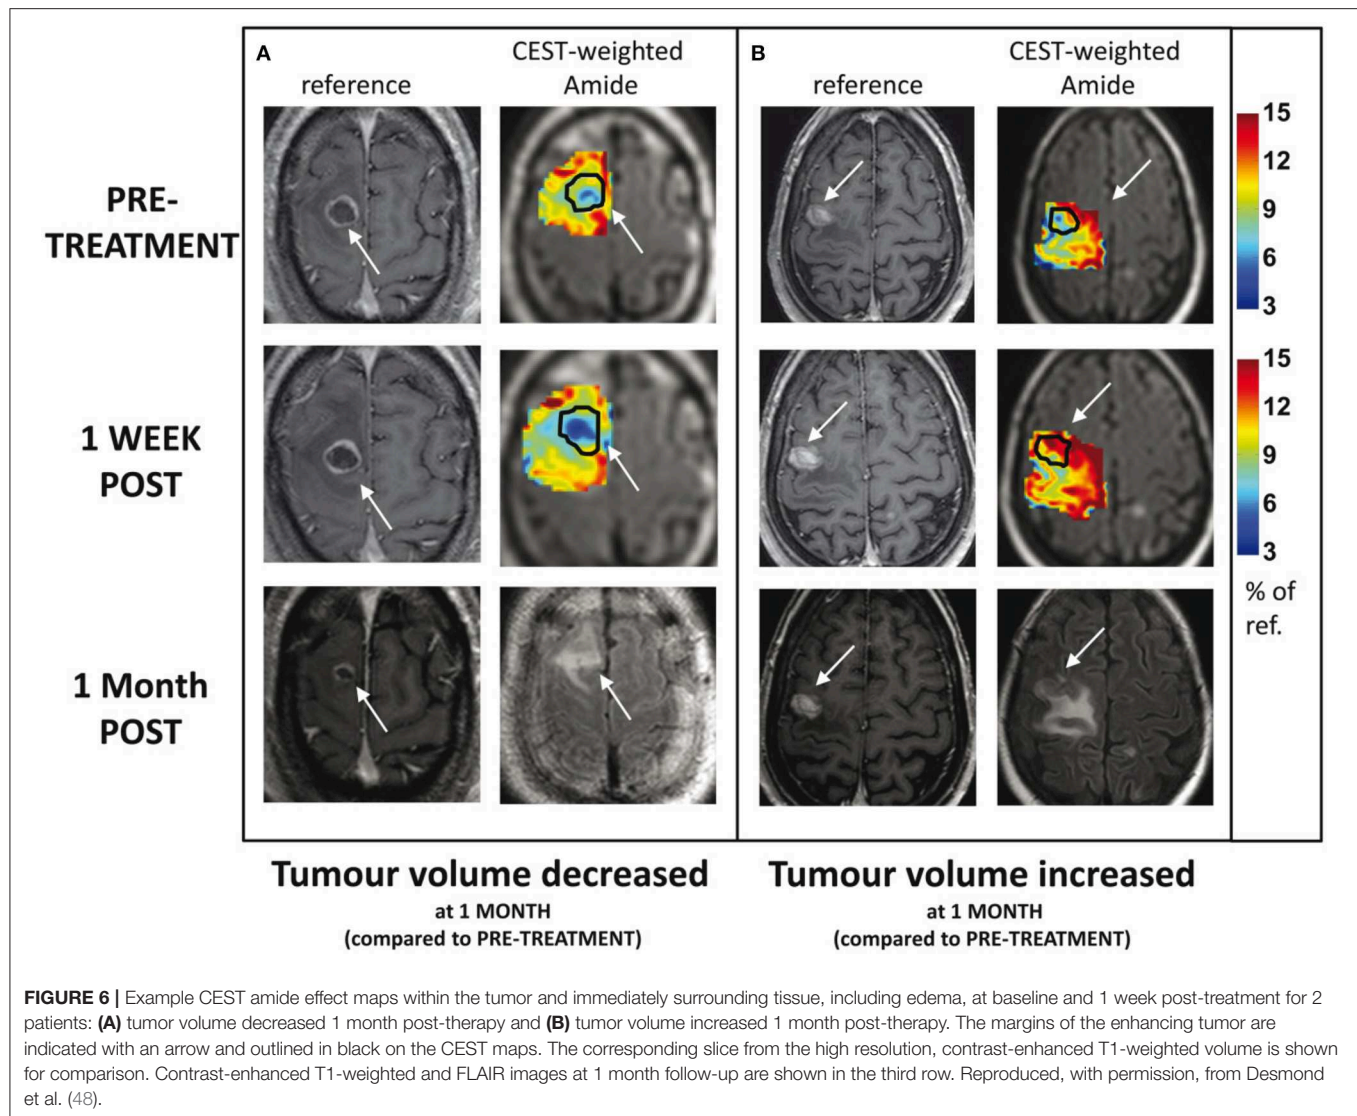 A
reference
CEST-weighted
Amide
B
reference
CEST-weighted
Amide
PRE-
TREATMENT
15
12
9
6
3
1 WEEK
POST
15
12
9
6
3
% of
ref.
1 Month
POST
Tumour volume decreased
at 1 MONTH
(compared to PRE-TREATMENT)
Tumour volume increased
at 1 MONTH
(compared to PRE-TREATMENT)
FIGURE 6 | Example CEST amide effect maps within the tumor and immediately surrounding tissue, including edema, at baseline and 1 week post-treatment for 2
patients: (A) tumor volume decreased 1 month post-therapy and (B) tumor volume increased 1 month post-therapy. The margins of the enhancing tumor are
indicated with an arrow and outlined in black on the CEST maps. The corresponding slice from the high resolution, contrast-enhanced T1-weighted volume is shown
for comparison. Contrast-enhanced T1-weighted and FLAIR images at 1 month follow-up are shown in the third row. Reproduced, with permission, from Desmond
et al. (48).